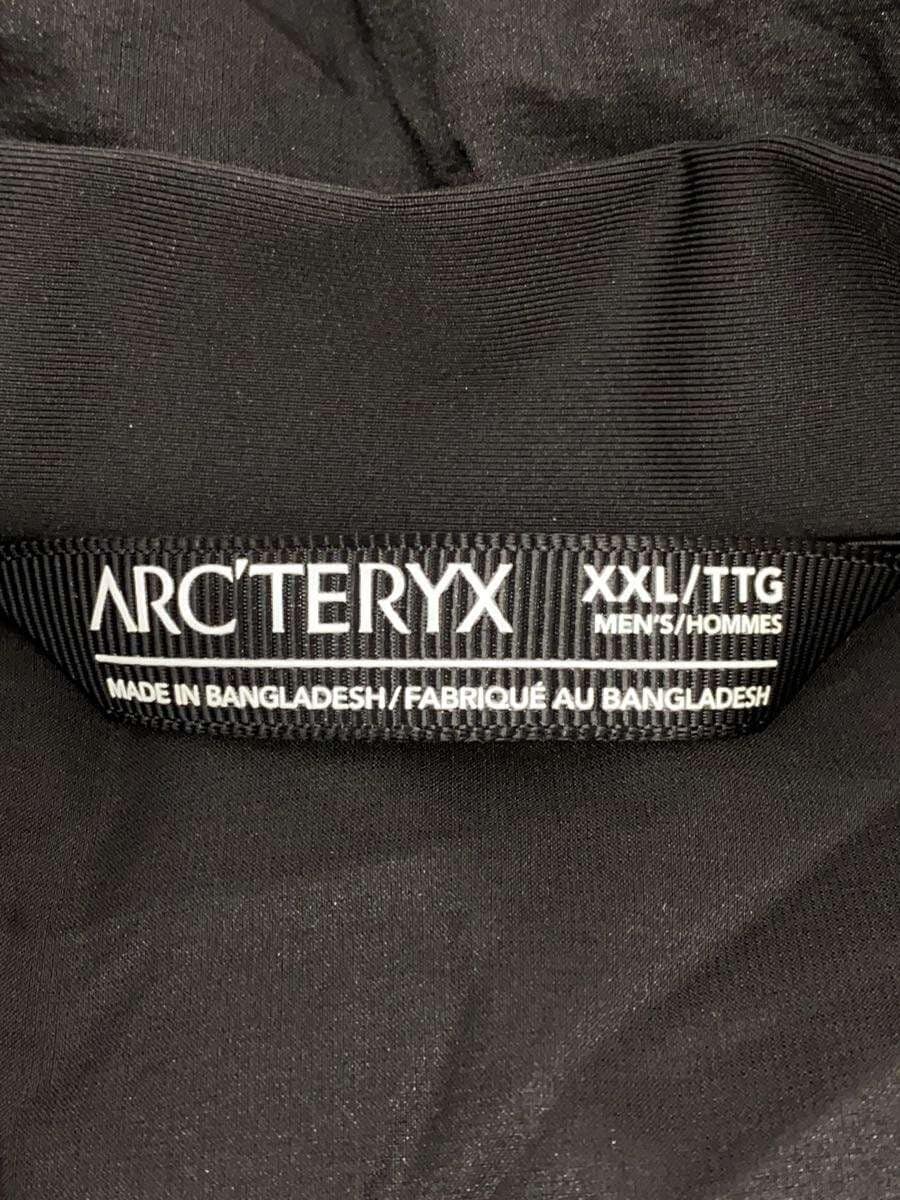 ARC'TERYX
XXL/TTG
MEN'S/HOMMES
MADE IN BANGLADESH/FABRIQUÉ AU BANGLADESH